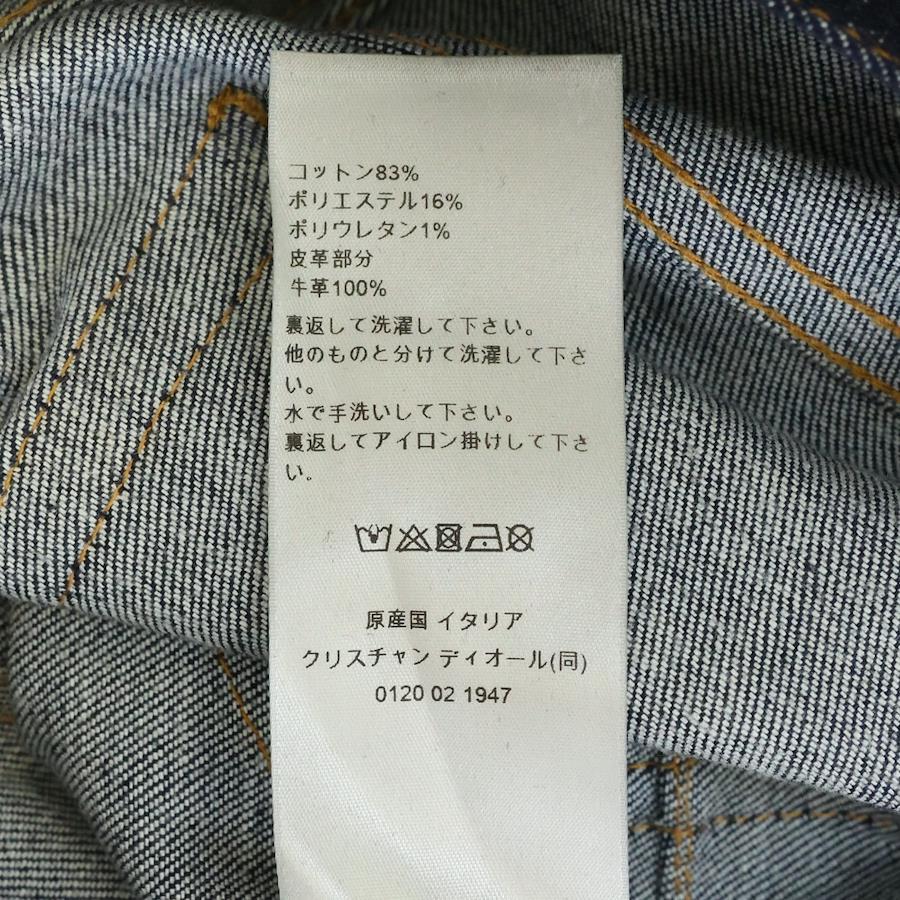 コットン83%
ポリエステル16%
ポリウレタン1%
皮革部分
牛革100%
裏返して洗濯して下さい。
他のものと分けて洗濯して下さ
い。
水で手洗いして下さい。
裏返してアイロン掛けして下さ
い。
原産国 イタリア
クリスチャン ディオール(同)
0120 02 1947